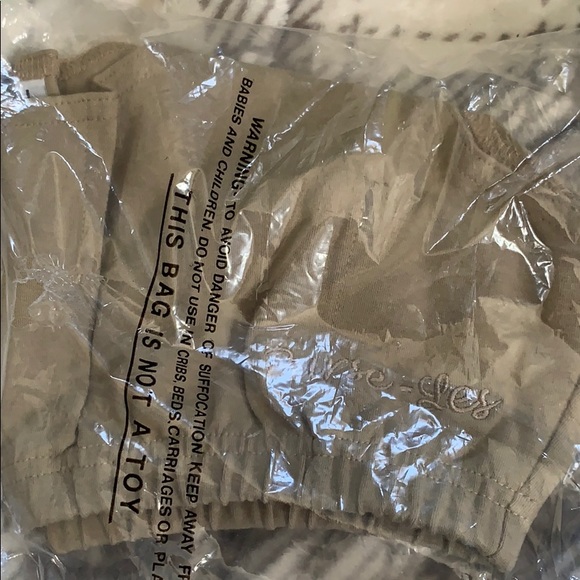 WARNING: TO AVOID DANGER OF SUFFOCATION KEEP AWAY FR
BABIES AND CHILDREN. DO NOT USE IN CRIBS, BEDS, CARRIAGES OR PLA
THIS BAG IS NOT A TOY